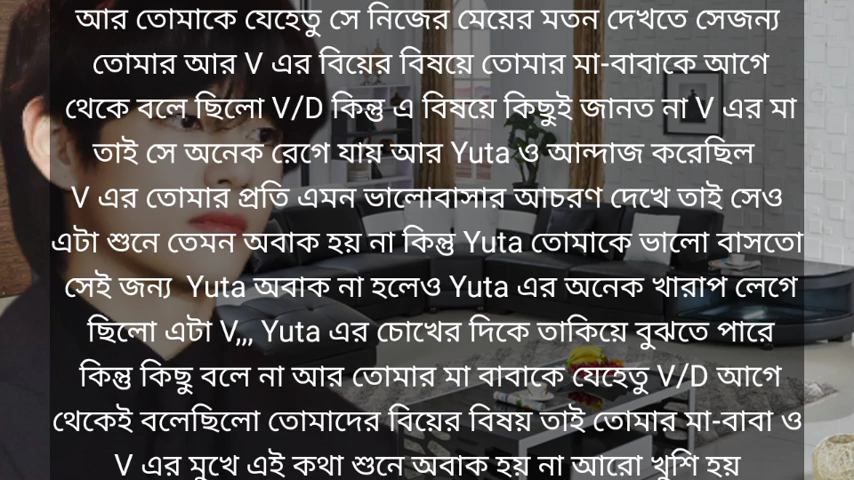 আর তোমাকে যেহেতু সে নিজের মেয়ের মতন দেখতে সেজন্য
তোমার আর V এর বিয়ের বিষয়ে তোমার মা-বাবাকে আগে
থেকে বলে ছিলো V/D কিন্তু এ বিষয়ে কিছুই জানত না V এর মা
তাই সে অনেক রেগে যায় আর Yuta ও আন্দাজ করেছিল
V এর তোমার প্রতি এমন ভালোবাসার আচরণ দেখে তাই সেও
এটা শুনে তেমন অবাক হয় না কিন্তু Yuta তোমাকে ভালো বাসতো
সেই জন্য Yuta অবাক না হলেও Yuta এর অনেক খারাপ লেগে
ছিলো এটা V,,, Yuta এর চোখের দিকে তাকিয়ে বুঝতে পারে
কিন্তু কিছু বলে না আর তোমার মা বাবাকে যেহেতু V/D আগে
থেকেই বলেছিলো তোমাদের বিয়ের বিষয় তাই তোমার মা-বাবা ও
V এর মুখে এই কথা শুনে অবাক হয় না আরো খুশি হয়